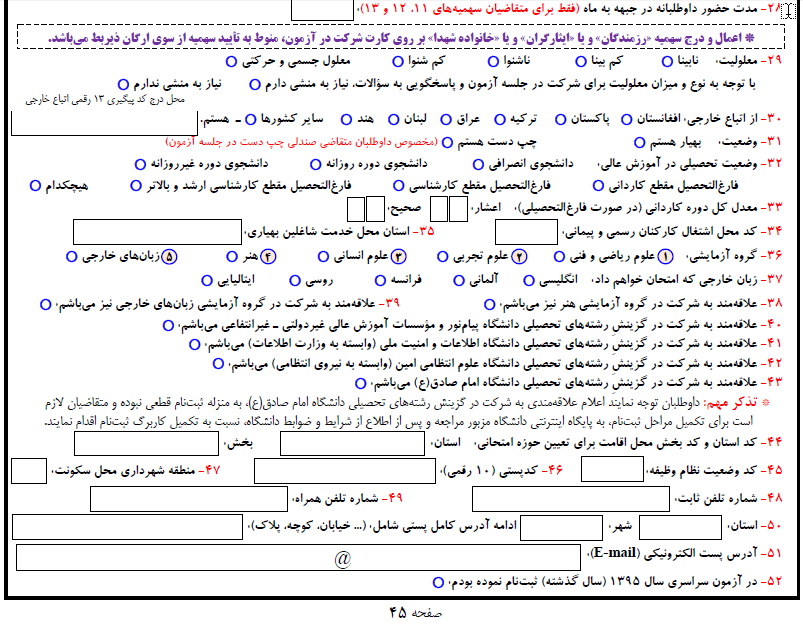 ۲۸- مدت حضور داوطلبانه در جبهه به ماه (فقط برای متقاضیان سهمیه‌های ۱۱، ۱۲ و ۱۳)،
* اعمال و درج سهمیه «رزمندگان» و یا «ایثارگران» و یا «خانواده شهدا» بر روی کارت شرکت در آزمون، منوط به تأیید سهمیه از سوی ارگان ذیربط می‌باشد.
۲۹- معلولیت، نابینا کم بینا ناشنوا کم شنوا معلول جسمی و حرکتی
با توجه به نوع و میزان معلولیت برای شرکت در جلسه آزمون و پاسخگویی به سؤالات، نیاز به منشی دارم نیاز به منشی ندارم
محل درج کد پیگیری ۱۳ رقمی اتباع خارجی
۳۰- از اتباع خارجی، افغانستان پاکستان ترکیه عراق لبنان هند سایر کشورها ـ هستم.
۳۱- وضعیت، بهیار هستم چپ دست هستم (مخصوص داوطلبان متقاضی صندلی چپ دست در جلسه آزمون)
۳۲- وضعیت تحصیلی در آموزش عالی، دانشجوی انصرافی دانشجوی دوره روزانه دانشجوی دوره غیرروزانه
فارغ‌التحصیل مقطع کاردانی فارغ‌التحصیل مقطع کارشناسی فارغ‌التحصیل مقطع کارشناسی ارشد و بالاتر هیچکدام
۳۳- معدل کل دوره کاردانی (در صورت فارغ‌التحصیلی)، اعشار، صحیح،
۳۴- کد محل اشتغال کارکنان رسمی و پیمانی، ۳۵- استان محل خدمت شاغلین بهیاری،
۳۶- گروه آزمایشی، ۱ علوم ریاضی و فنی ۲ علوم تجربی ۳ علوم انسانی ۴ هنر ۵ زبان‌های خارجی
۳۷- زبان خارجی که امتحان خواهم داد، انگلیسی آلمانی فرانسه روسی ایتالیایی
۳۸- علاقه‌مند به شرکت در گروه آزمایشی هنر نیز می‌باشم، ۳۹- علاقه‌مند به شرکت در گروه آزمایشی زبان‌های خارجی نیز می‌باشم،
۴۰- علاقه‌مند به شرکت در گزینش رشته‌های تحصیلی دانشگاه پیام‌نور و مؤسسات آموزش عالی غیردولتی ـ غیرانتفاعی می‌باشم،
۴۱- علاقه‌مند به شرکت در گزینش رشته‌های تحصیلی دانشگاه اطلاعات و امنیت ملی (وابسته به وزارت اطلاعات) می‌باشم،
۴۲- علاقه‌مند به شرکت در گزینش رشته‌های تحصیلی دانشگاه علوم انتظامی امین (وابسته به نیروی انتظامی) می‌باشم،
۴۳- علاقه‌مند به شرکت در گزینش رشته‌های تحصیلی دانشگاه امام صادق(ع) می‌باشم،
* تذکر مهم: داوطلبان توجه نمایند اعلام علاقه‌مندی به شرکت در گزینش رشته‌های تحصیلی دانشگاه امام صادق(ع)، به منزله ثبت‌نام قطعی نبوده و متقاضیان لازم
است برای تکمیل مراحل ثبت‌نام، به پایگاه اینترنتی دانشگاه مزبور مراجعه و پس از اطلاع از شرایط و ضوابط دانشگاه، نسبت به تکمیل کاربرگ ثبت‌نام اقدام نمایند.
۴۴- کد استان و کد بخش محل اقامت برای تعیین حوزه امتحانی، استان، بخش،
۴۵- کد وضعیت نظام وظیفه، ۴۶- کدپستی (۱۰ رقمی)، ۴۷- منطقه شهرداری محل سکونت،
۴۸- شماره تلفن ثابت، ۴۹- شماره تلفن همراه،
۵۰- استان، شهر، ادامه آدرس کامل پستی شامل، (... خیابان، کوچه، پلاک)،
۵۱- آدرس پست الکترونیکی (E-mail)، @
۵۲- در آزمون سراسری سال ۱۳۹۵ (سال گذشته) ثبت‌نام نموده بودم،
صفحه ۴۵